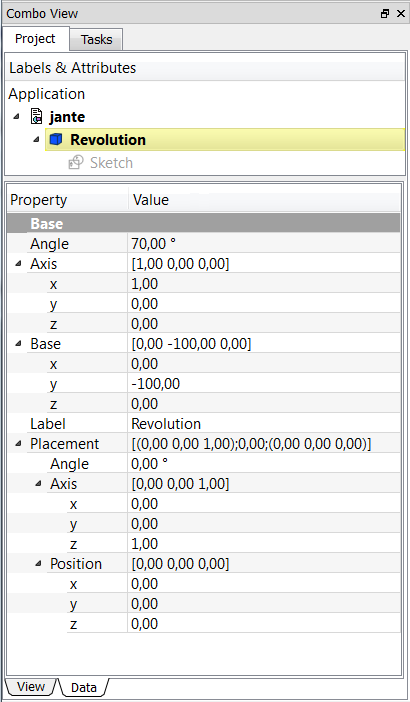 Combo View
Project Tasks
Labels & Attributes
Application
jante
Revolution
Sketch
Property Value
Base
Angle 70,00 °
Axis [1,00 0,00 0,00]
x 1,00
y 0,00
z 0,00
Base [0,00 -100,00 0,00]
x 0,00
y -100,00
z 0,00
Label Revolution
Placement [(0,00 0,00 1,00);0,00;(0,00 0,00 0,00)]
Angle 0,00 °
Axis [0,00 0,00 1,00]
x 0,00
y 0,00
z 1,00
Position [0,00 0,00 0,00]
x 0,00
y 0,00
z 0,00
View Data